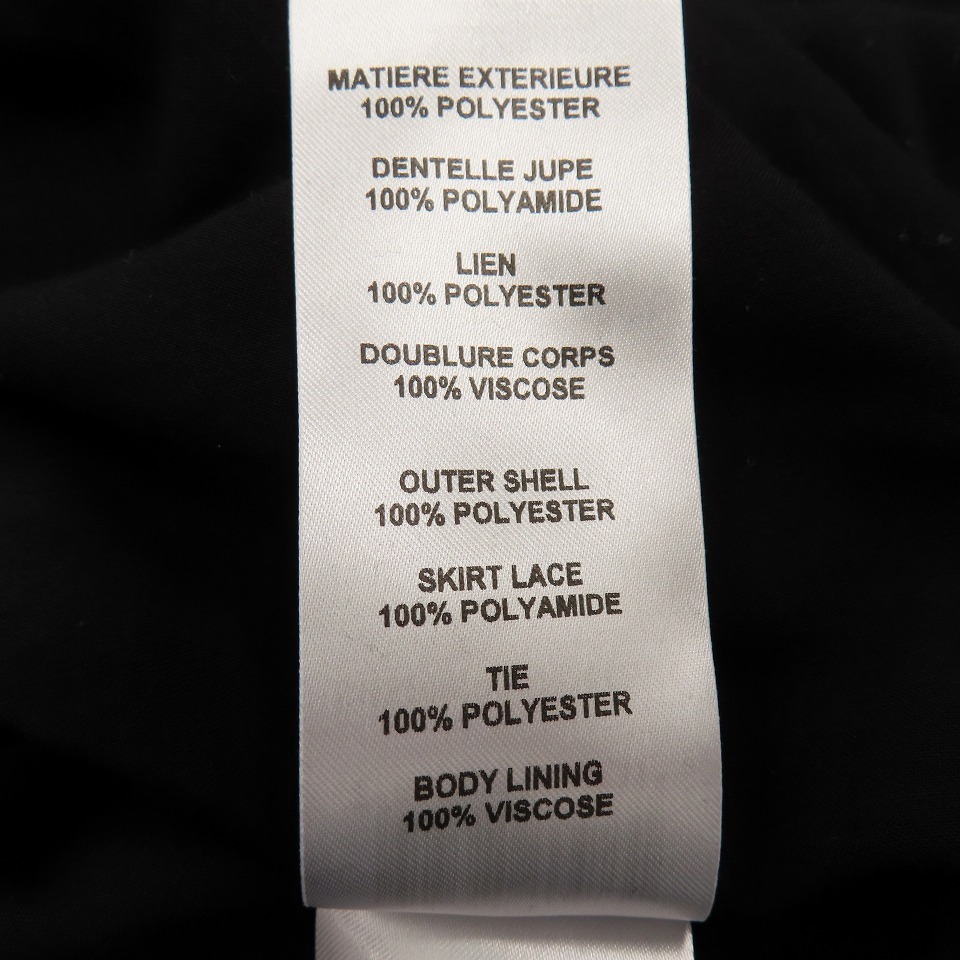 MATIERE EXTERIEURE
100% POLYESTER
DENTELLE JUPE
100% POLYAMIDE
LIEN
100% POLYESTER
DOUBLURE CORPS
100% VISCOSE
OUTER SHELL
100% POLYESTER
SKIRT LACE
100% POLYAMIDE
TIE
100% POLYESTER
BODY LINING
100% VISCOSE